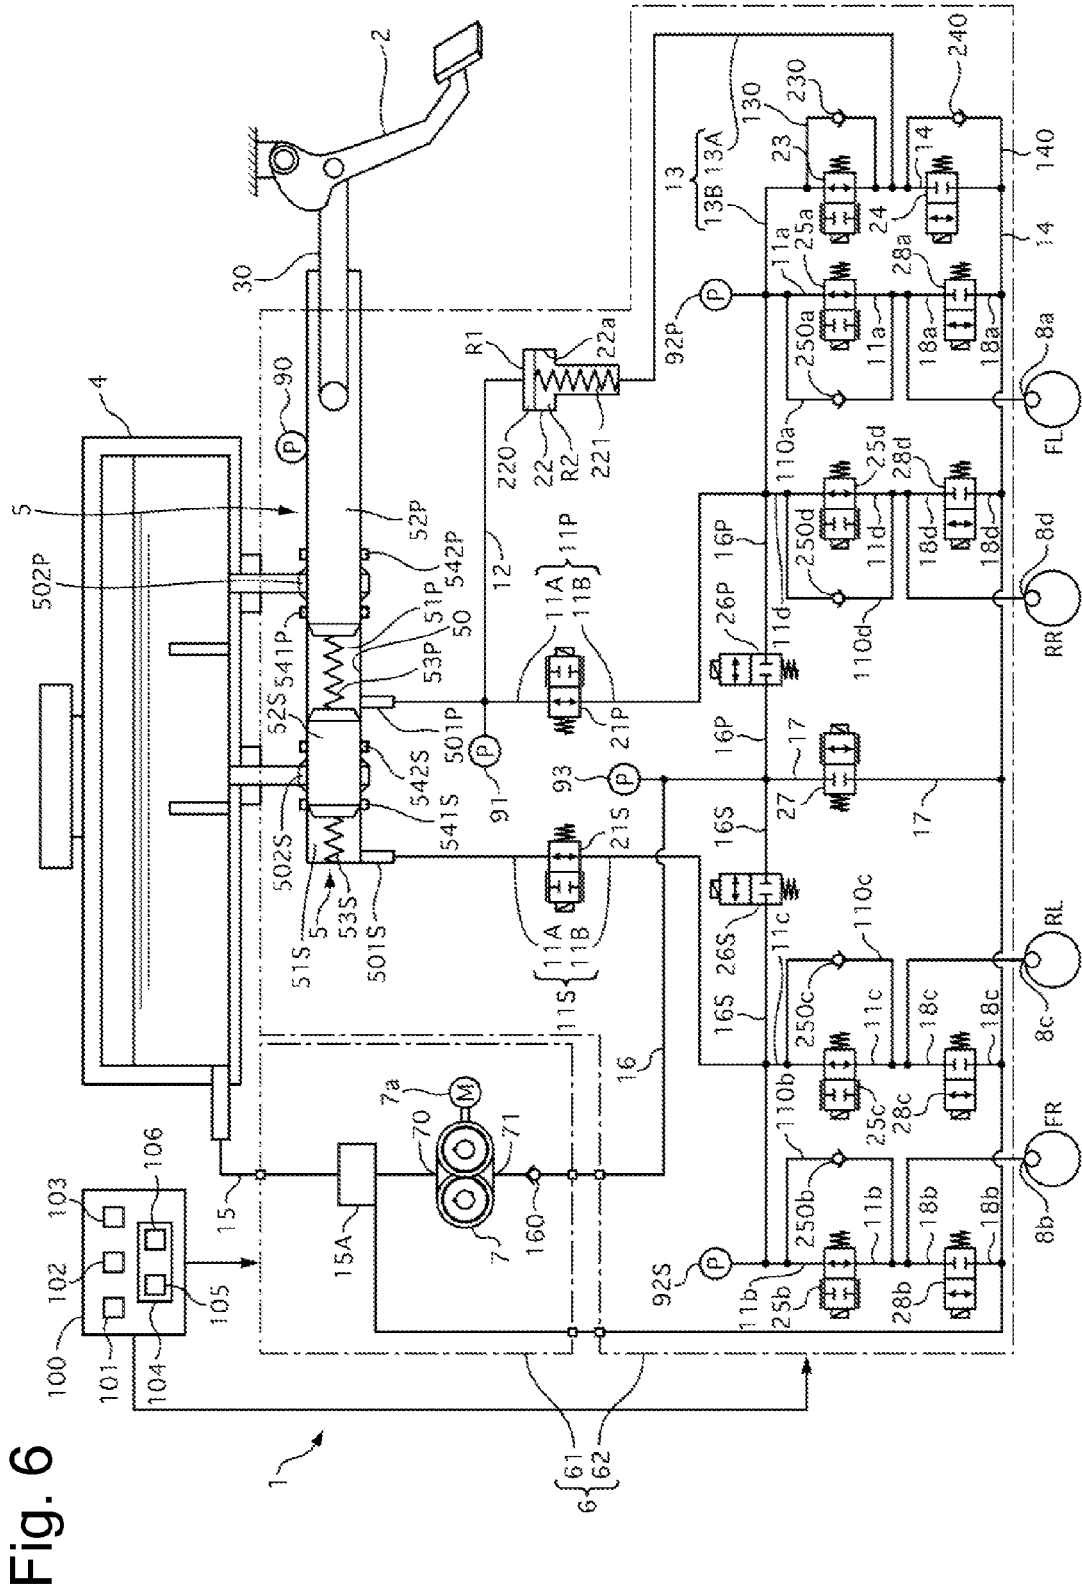 Fig. 6
1
100
101
102
103
104
105
106
15
15A
70
7a
M
71
7
160
6
61
62
4
5
502P
502S
52S
541P
51P
50
53P
52P
542P
90
P
30
2
51S
5
53S
501S
541S
542S
501P
91
P
12
R1
220
22
R2
22a
221
11S
11A
11B
21S
93
P
11P
11A
11B
21P
16
16S
26S
16S
16P
26P
16P
17
27
17
13
13B
13A
130
230
23
240
24
14
140
14
92P
P
11a
25a
250a
110a
11a
28a
18a
18a
8a
FL
25d
250d
11d
110d
11d
28d
18d
18d
8d
RR
11c
250c
110c
25c
11c
28c
18c
18c
8c
RL
92S
P
11b
110b
250b
25b
11b
28b
18b
18b
8b
FR